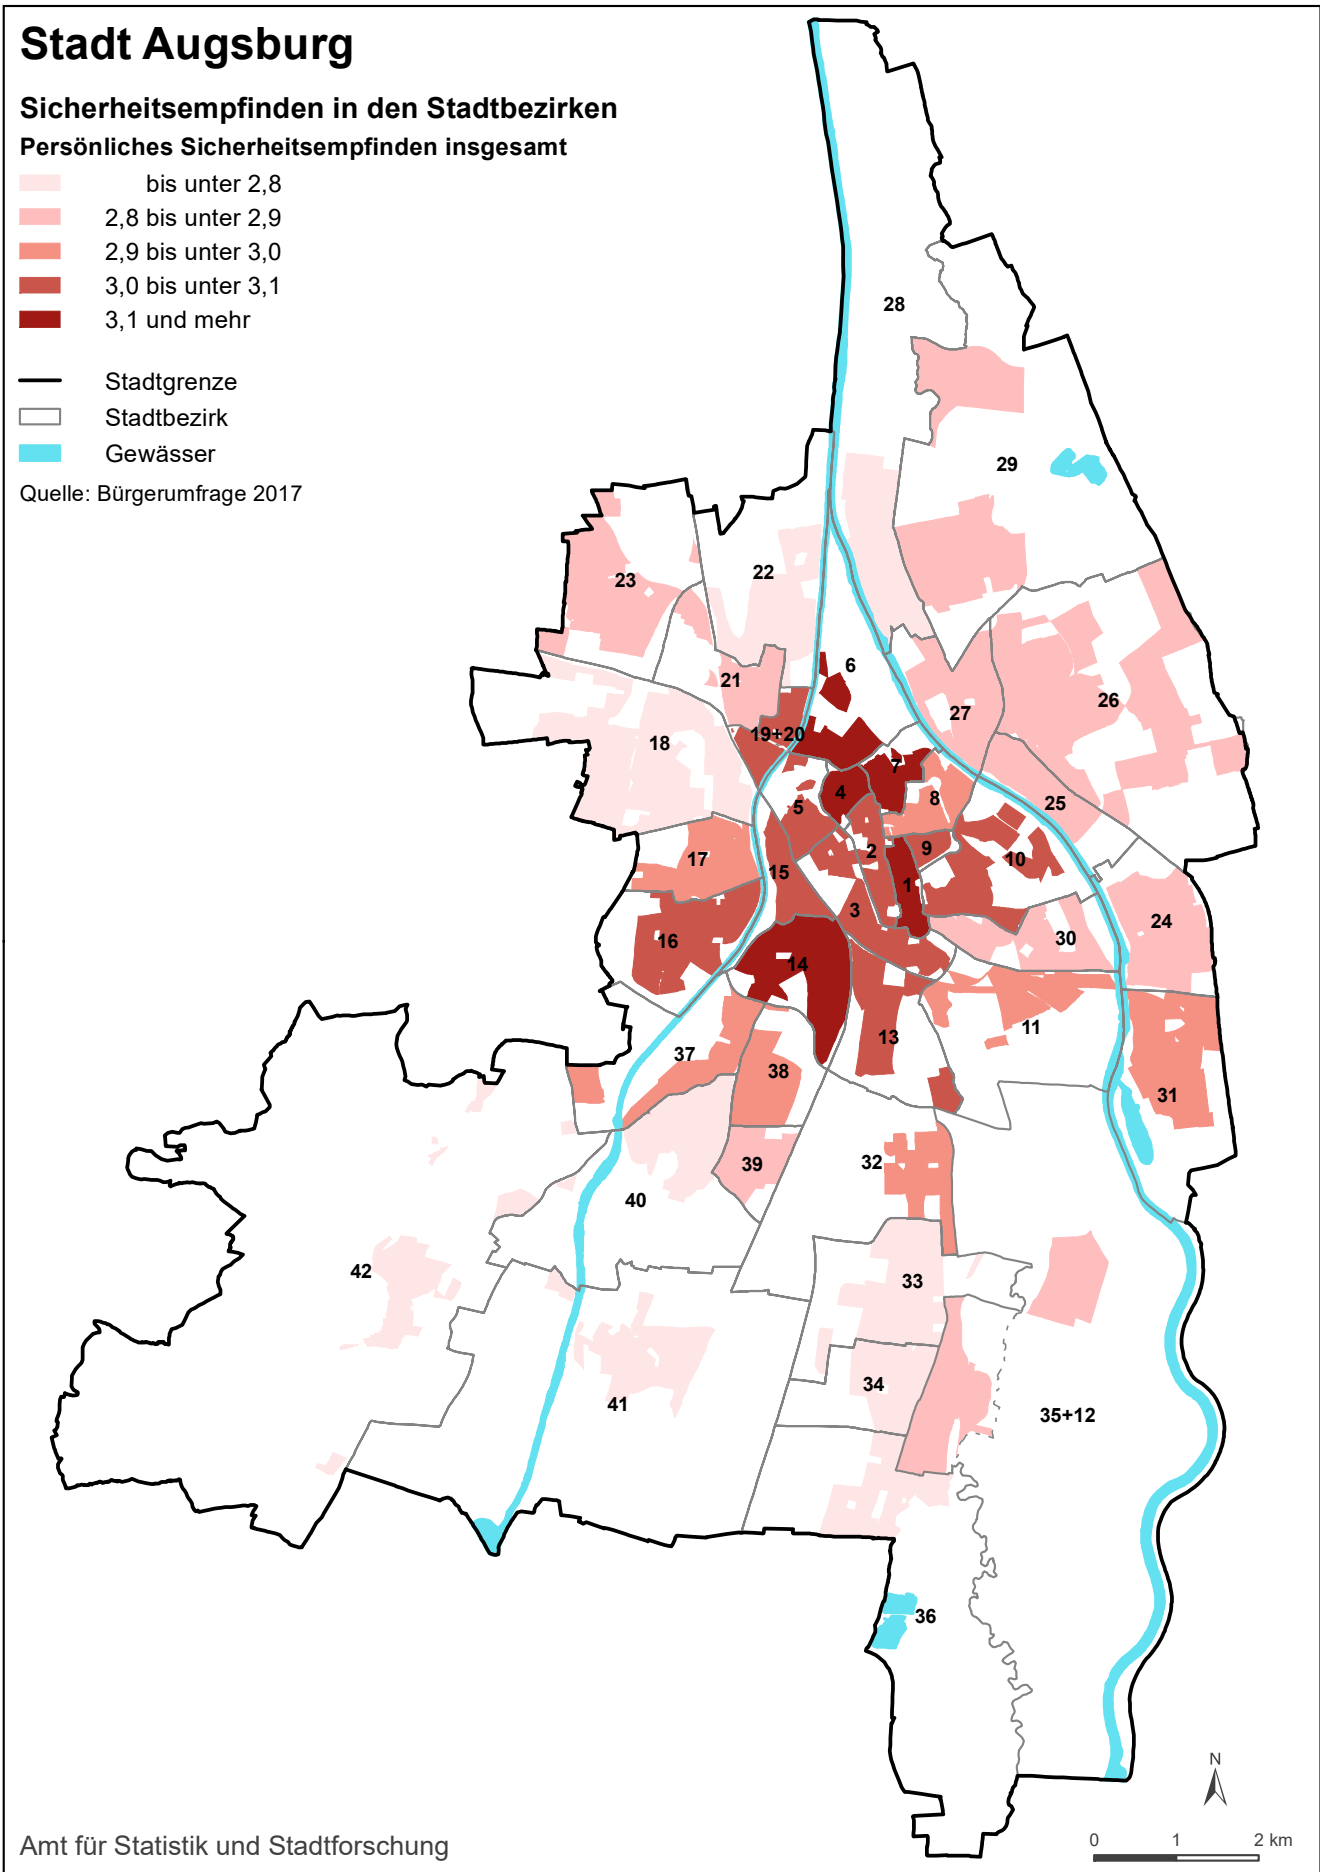 Stadt Augsburg
Sicherheitsempfinden in den Stadtbezirken
Persönliches Sicherheitsempfinden insgesamt
bis unter 2,8
2,8 bis unter 2,9
2,9 bis unter 3,0
3,0 bis unter 3,1
3,1 und mehr
Stadtgrenze
Stadtbezirk
Gewässer
Quelle: Bürgerumfrage 2017
28
29
23
22
6
21
26
27
19+20
18
7
4
8
5
25
2
9
17
10
15
1
3
24
30
16
14
11
13
37
38
31
32
39
40
42
33
34
41
35+12
36
N
0 1 2 km
Amt für Statistik und Stadtforschung